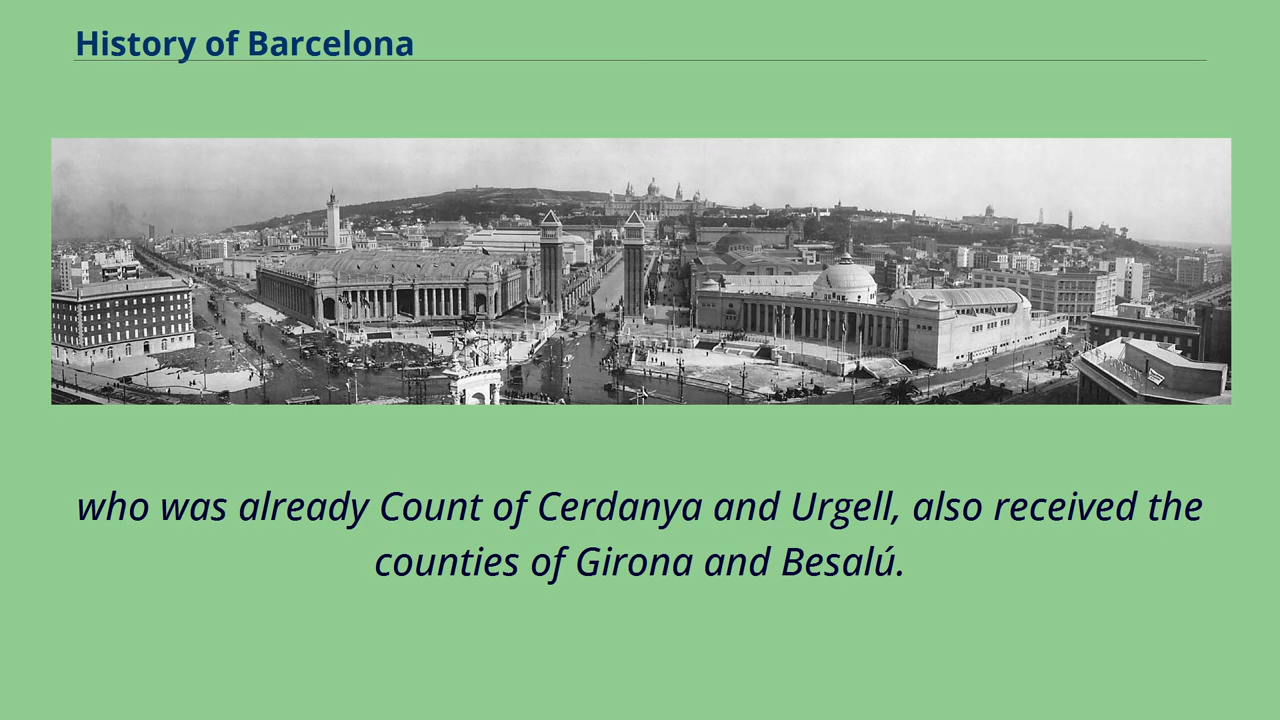 History of Barcelona
who was already Count of Cerdanya and Urgell, also received the
counties of Girona and Besalú.